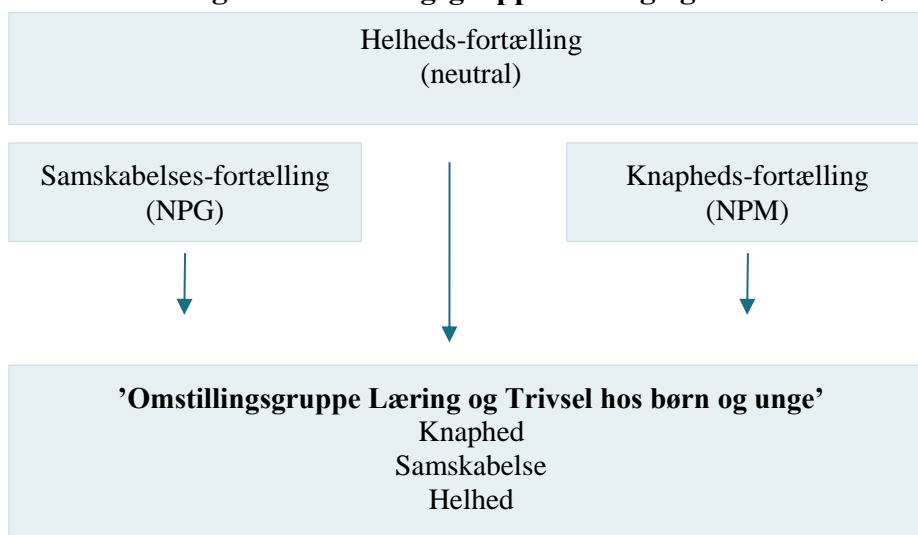 Helheds-fortælling
(neutral)
Samskabelses-fortælling
(NPG)
Knapheds-fortælling
(NPM)
’Omstillingsgruppe Læring og Trivsel hos børn og unge’
Knaphed
Samskabelse
Helhed